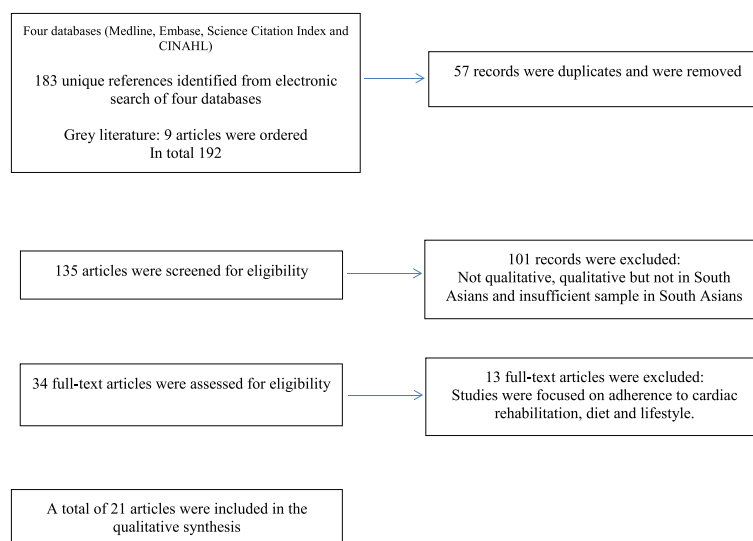 Four databases (Medline, Embase, Science Citation Index and
CINAHL)
183 unique references identified from electronic
search of four databases
Grey literature: 9 articles were ordered
In total 192
57 records were duplicates and were removed
135 articles were screened for eligibility
101 records were excluded:
Not qualitative, qualitative but not in South
Asians and insufficient sample in South Asians
34 full-text articles were assessed for eligibility
13 full-text articles were excluded:
Studies were focused on adherence to cardiac
rehabilitation, diet and lifestyle.
A total of 21 articles were included in the
qualitative synthesis